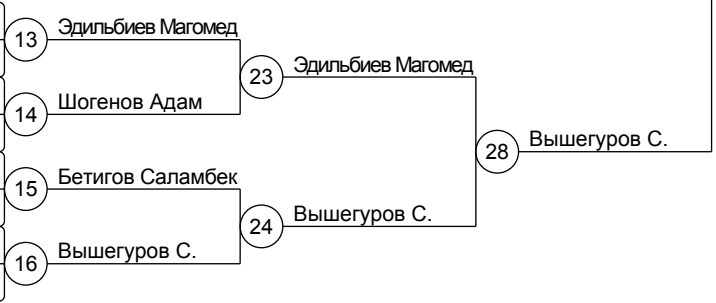 13
Эдильбиев Магомед
23
Эдильбиев Магомед
14
Шогенов Адам
28
Вышегуров С.
15
Бетигов Саламбек
24
Вышегуров С.
16
Вышегуров С.